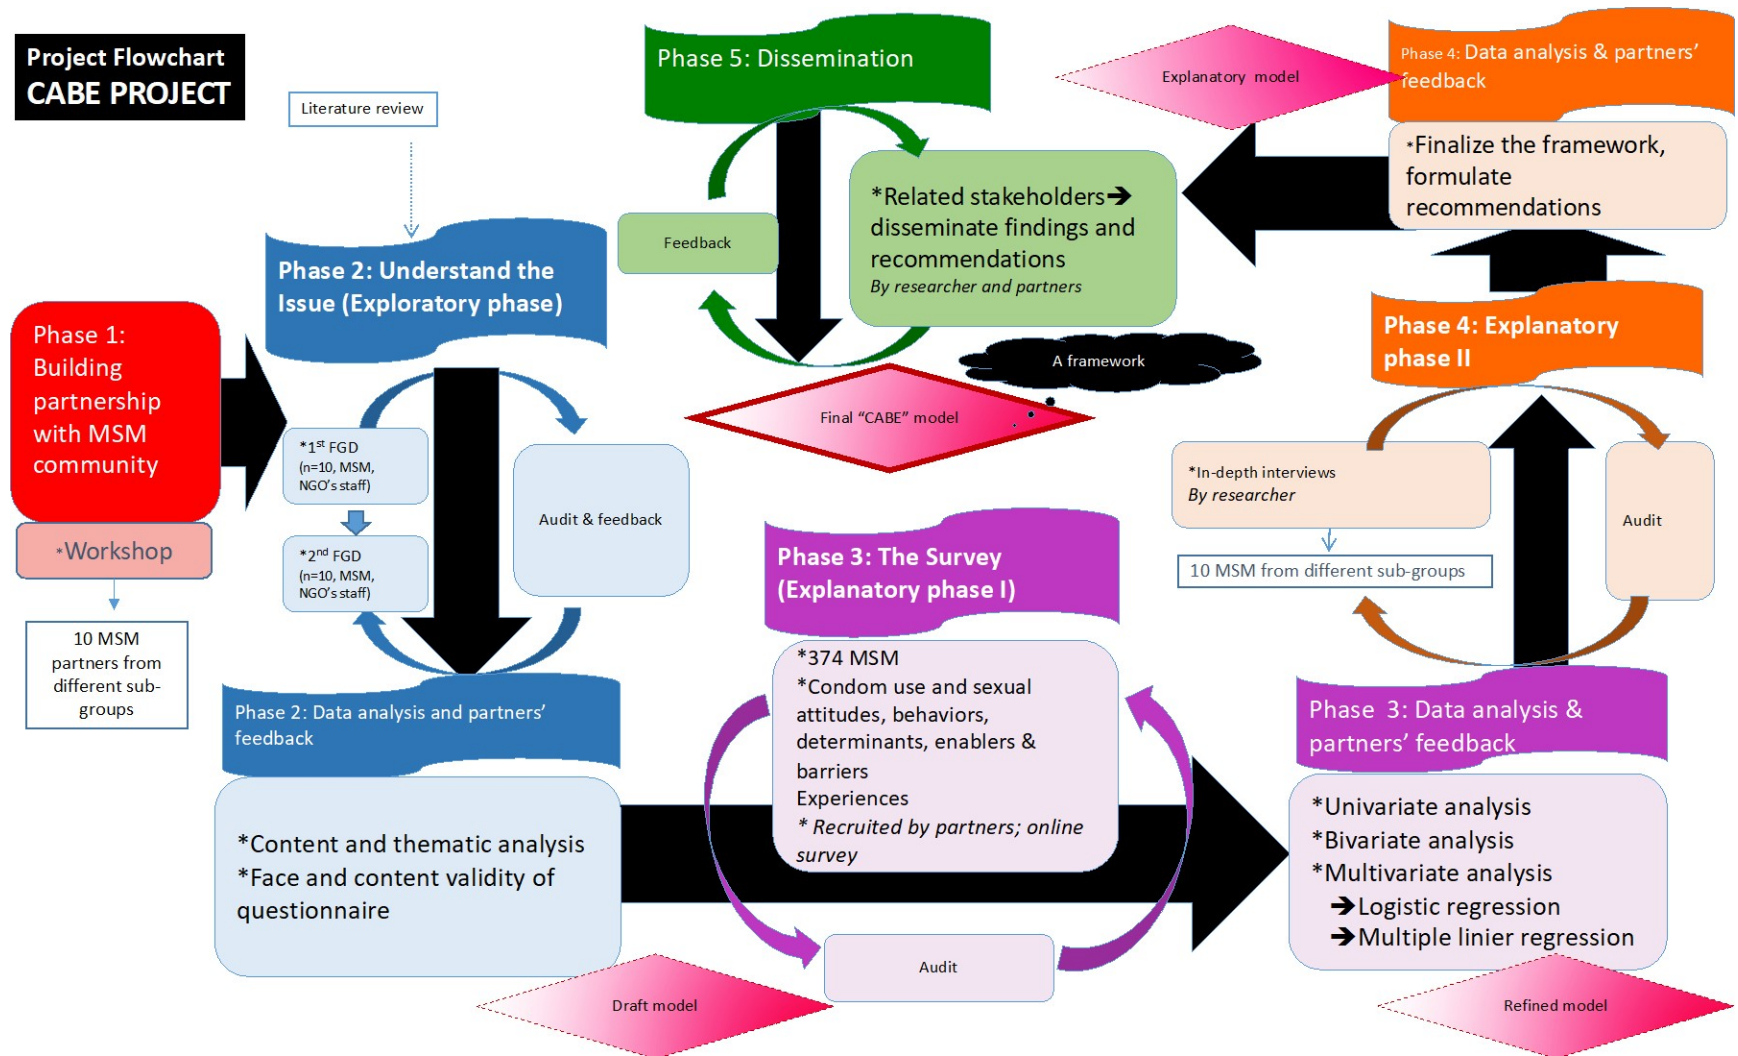 Project Flowchart
CABE PROJECT
Literature review
Phase 1:
Building
partnership
with MSM
community
*Workshop
10 MSM
partners from
different sub-
groups
Phase 2: Understand the
Issue (Exploratory phase)
*1st FGD
(n=10, MSM,
NGO's staff)
*2nd FGD
(n=10, MSM,
NGO's staff)
Audit & feedback
Phase 2: Data analysis and partners'
feedback
*Content and thematic analysis
*Face and content validity of
questionnaire
Draft model
Phase 3: The Survey
(Explanatory phase I)
*374 MSM
*Condom use and sexual
attitudes, behaviors,
determinants, enablers &
barriers
Experiences
* Recruited by partners; online
survey
Audit
Phase 3: Data analysis &
partners' feedback
*Univariate analysis
*Bivariate analysis
*Multivariate analysis
➔Logistic regression
➔Multiple linier regression
Refined model
Phase 4: Explanatory
phase II
*In-depth interviews
By researcher
10 MSM from different sub-groups
Audit
Phase 4: Data analysis & partners'
feedback
*Finalize the framework,
formulate
recommendations
Explanatory model
Phase 5: Dissemination
Feedback
*Related stakeholders➔
disseminate findings and
recommendations
By researcher and partners
A framework
Final “CABE” model